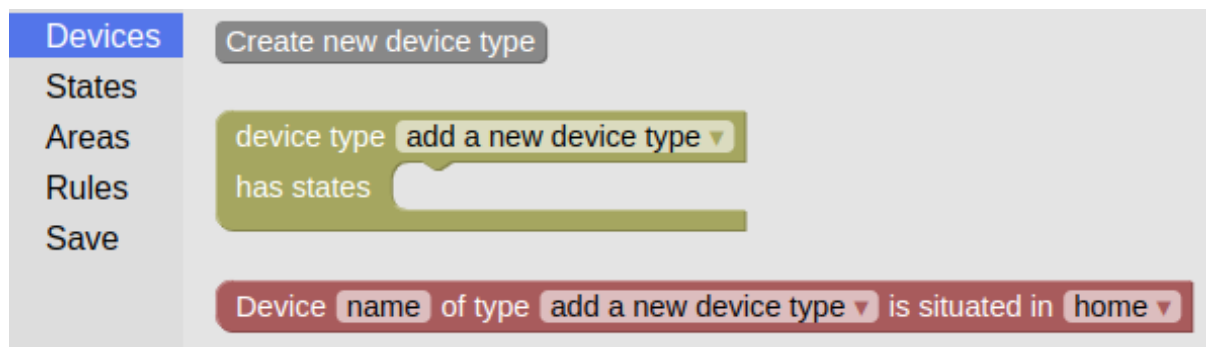 Devices
States
Areas
Rules
Save
Create new device type
device type add a new device type ▾
has states
Device name of type add a new device type ▾ is situated in home ▾